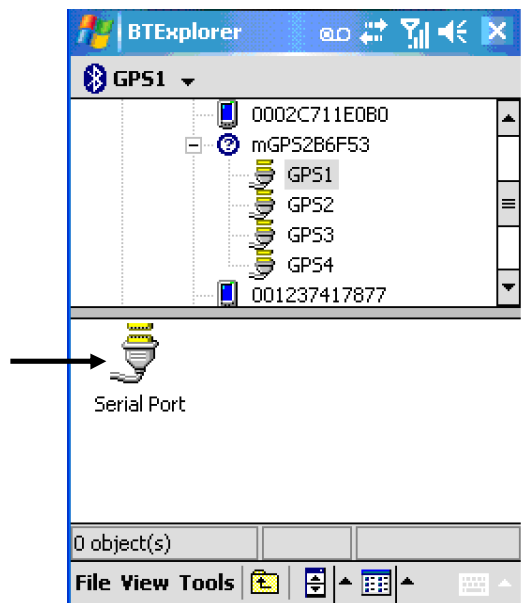 BTExplorer
GPS1
0002C711E0B0
mGPS2B6F53
GPS1
GPS2
GPS3
GPS4
001237417877
Serial Port
0 object(s)
File View Tools